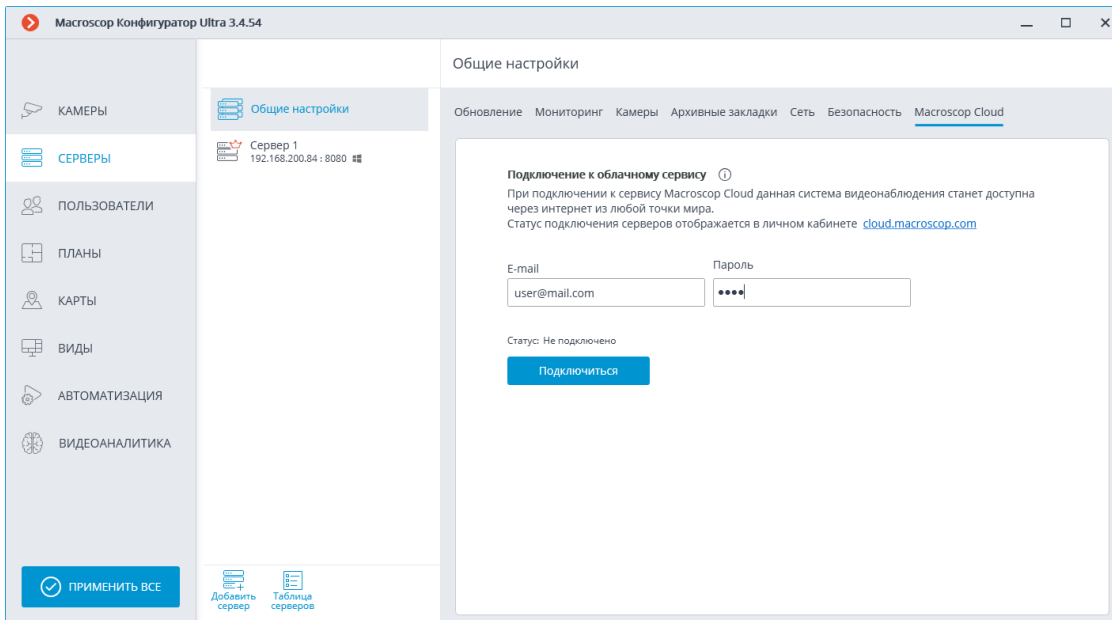 Macroscop Конфигуратор Ultra 3.4.54
КАМЕРЫ
СЕРВЕРЫ
ПОЛЬЗОВАТЕЛИ
ПЛАНЫ
КАРТЫ
ВИДЫ
АВТОМАТИЗАЦИЯ
ВИДЕОАНАЛИТИКА
ПРИМЕНИТЬ ВСЕ
Общие настройки
Сервер 1
192.168.200.84 : 8080
Добавить
сервер
Таблица
серверов
Общие настройки
Обновление Мониторинг Камеры Архивные закладки Сеть Безопасность Macroscop Cloud
Подключение к облачному сервису
При подключении к сервису Macroscop Cloud данная система видеонаблюдения станет доступна
через интернет из любой точки мира.
Статус подключения серверов отображается в личном кабинете cloud.macroscop.com
E-mail
user@mail.com
Пароль
••••
Статус: Не подключено
Подключиться